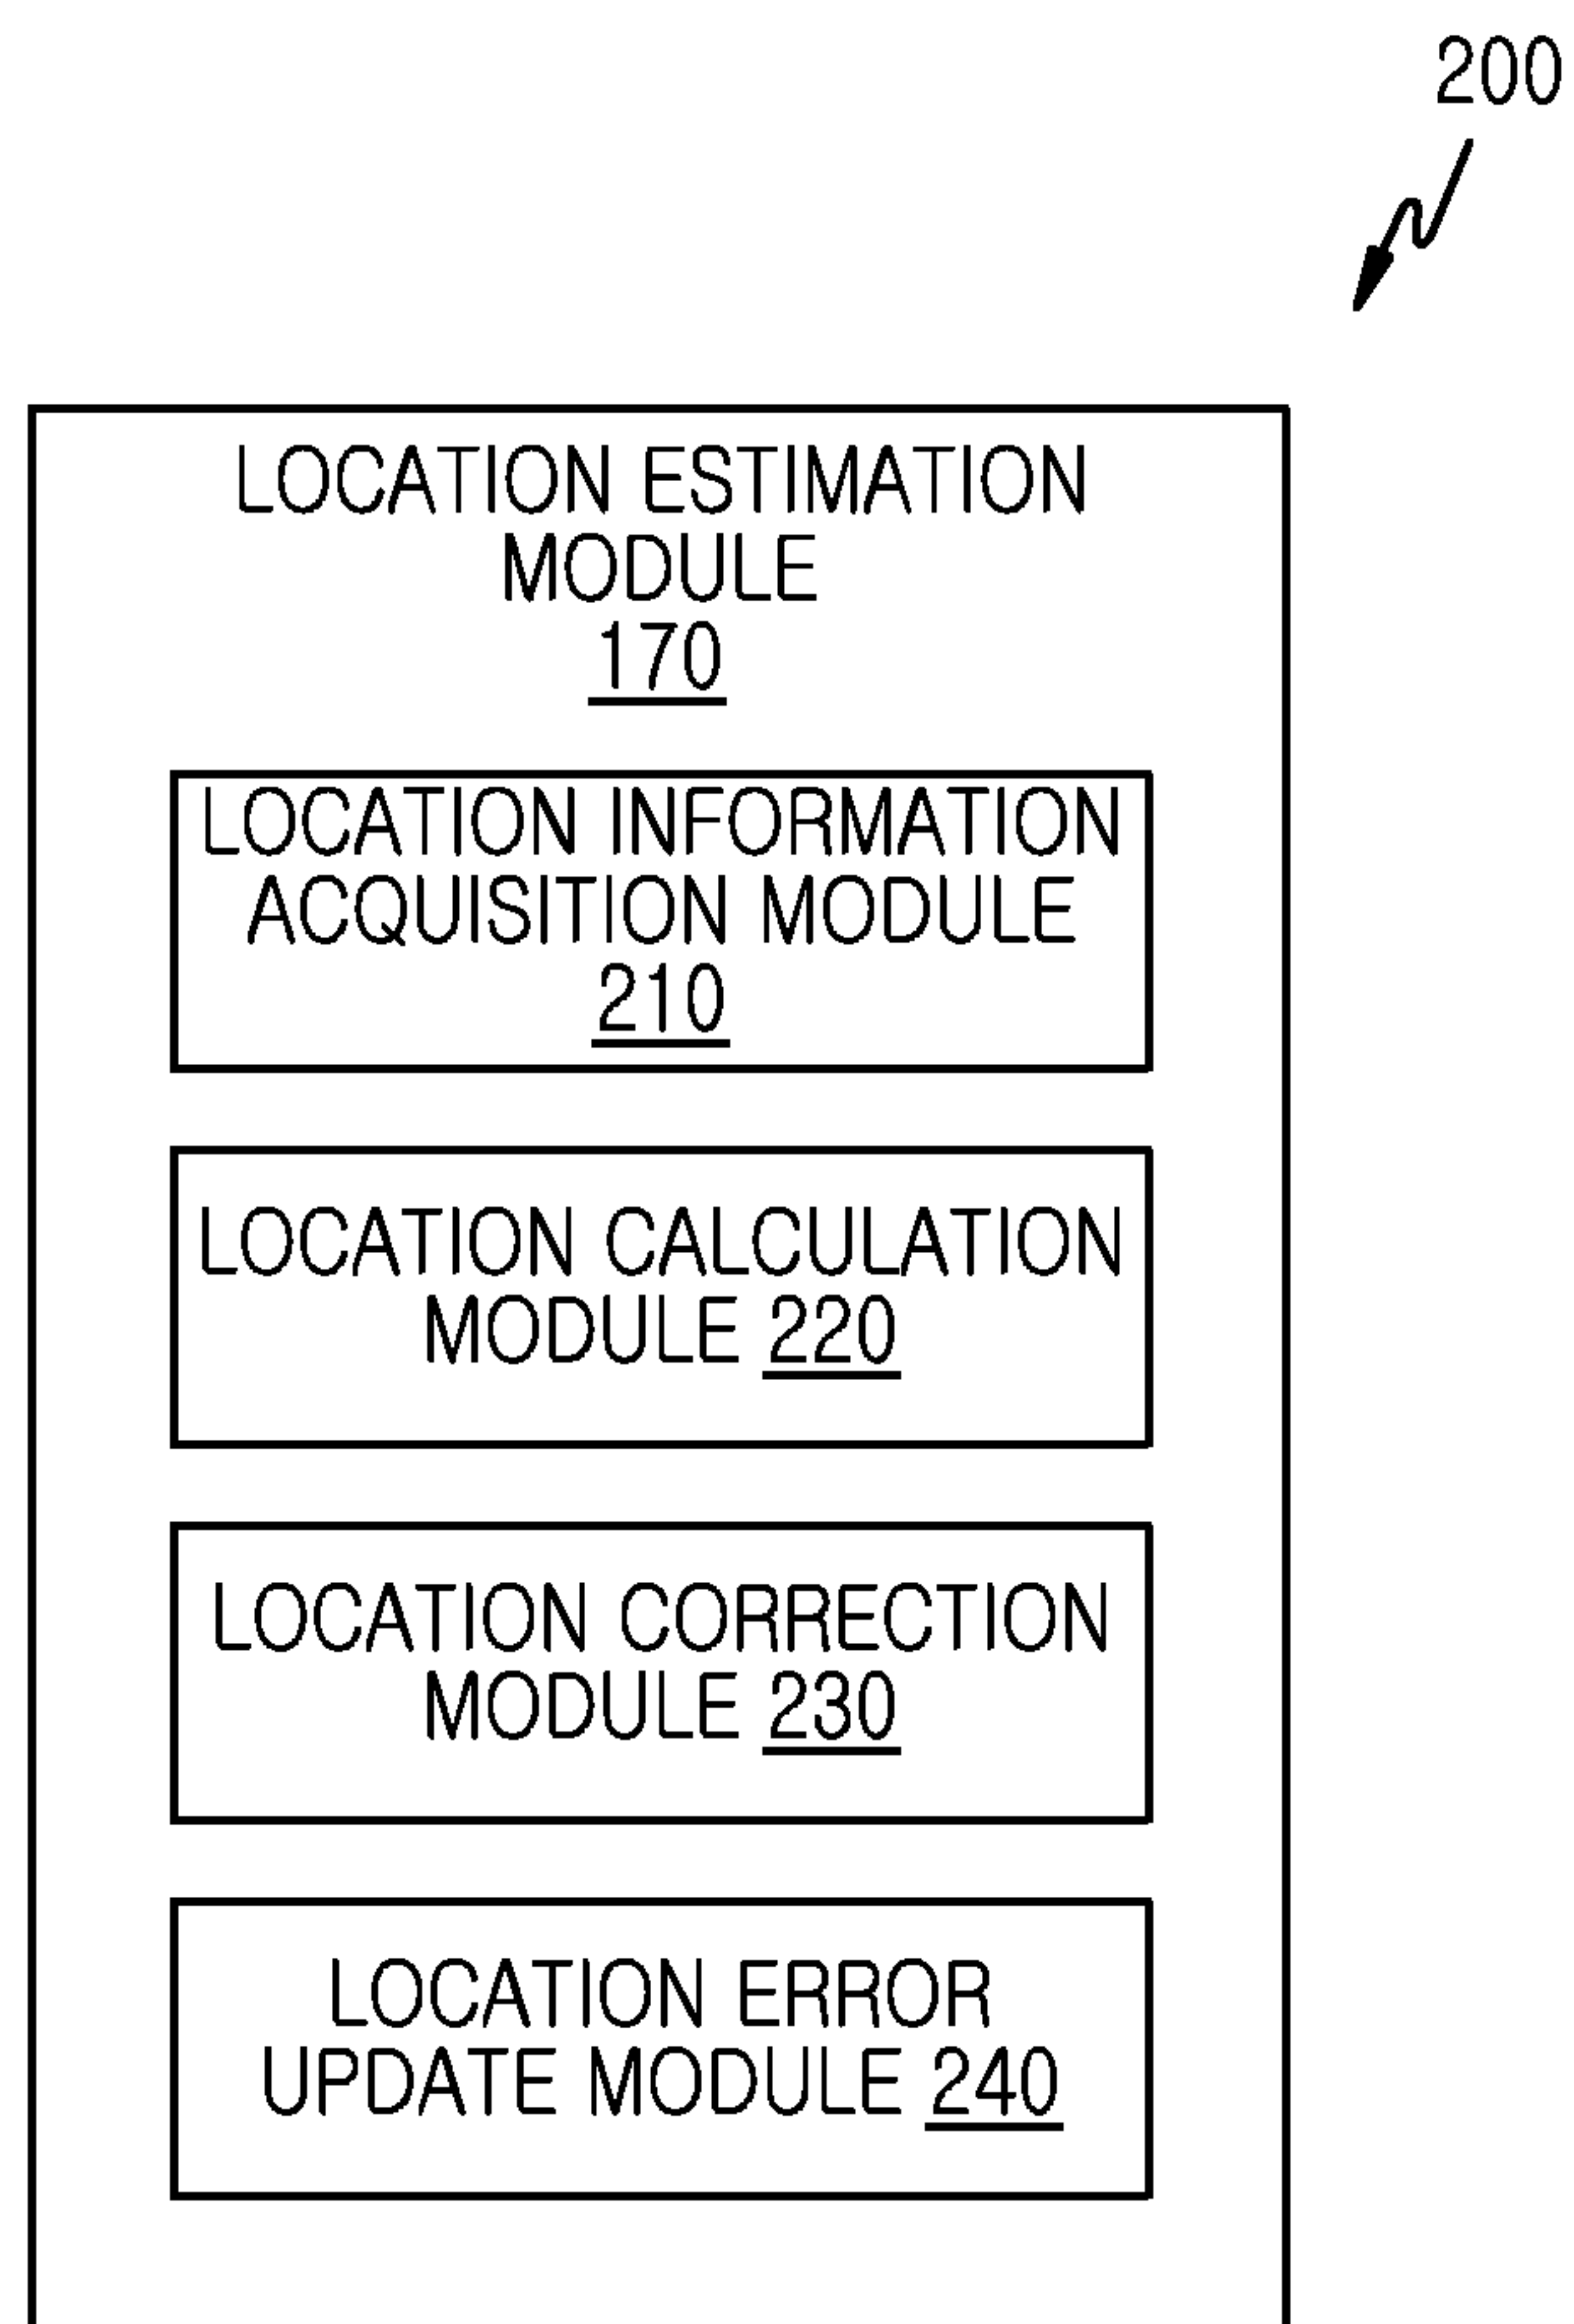 200
LOCATION ESTIMATION
MODULE
170
LOCATION INFORMATION
ACQUISITION MODULE
210
LOCATION CALCULATION
MODULE 220
LOCATION CORRECTION
MODULE 230
LOCATION ERROR
UPDATE MODULE 240